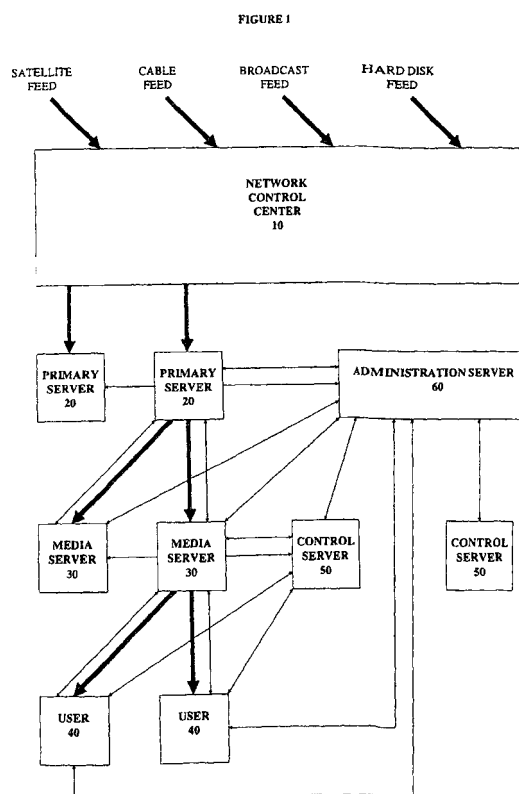 FIGURE 1
SATELLITE FEED
CABLE FEED
BROADCAST FEED
HARD DISK FEED
NETWORK
CONTROL
CENTER
10
PRIMARY
SERVER
20
PRIMARY
SERVER
20
ADMINISTRATION SERVER
60
MEDIA
SERVER
30
MEDIA
SERVER
30
CONTROL
SERVER
50
CONTROL
SERVER
50
USER
40
USER
40